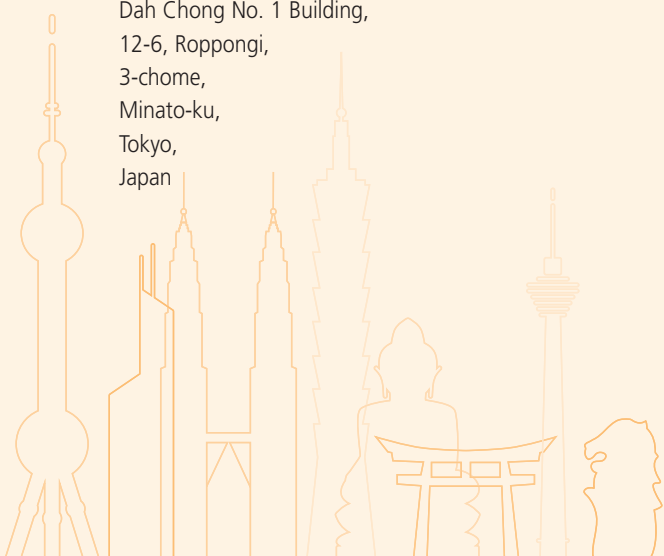 Dah Chong No. 1 Building,
12-6, Roppongi,
3-chome,
Minato-ku,
Tokyo,
Japan